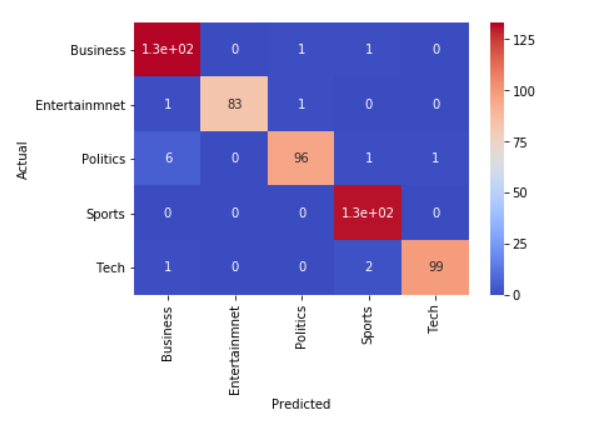 Business 1.3e+02 0 1 1 0
Entertainmnet 1 83 1 0 0
Politics 6 0 96 1 1
Sports 0 0 0 1.3e+02 0
Tech 1 0 0 2 99
Actual
Business Entertainmnet Politics Sports Tech
Predicted
125
100
75
50
25
0